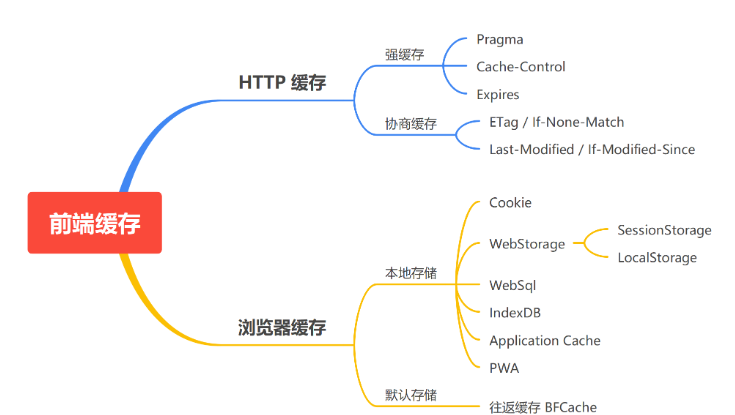 前端缓存
HTTP 缓存
强缓存
Pragma
Cache-Control
Expires
协商缓存
ETag / If-None-Match
Last-Modified / If-Modified-Since
浏览器缓存
本地存储
Cookie
WebStorage
SessionStorage
LocalStorage
WebSql
IndexDB
Application Cache
PWA
默认存储
往返缓存 BFCache